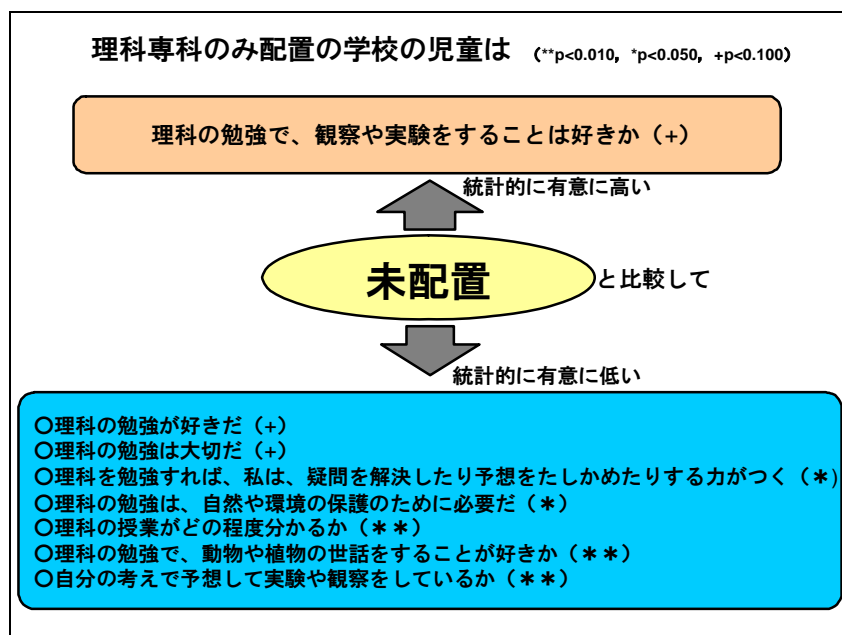 理科専科のみ配置の学校の児童は （**p<0.010, *p<0.050, +p<0.100）
理科の勉強で、観察や実験をすることは好きか（+）
統計的に有意に高い
未配置
と比較して
統計的に有意に低い
〇理科の勉強が好きだ（+）
〇理科の勉強は大切だ（+）
〇理科を勉強すれば、私は、疑問を解決したり予想をたしかめたりする力がつく（＊)
〇理科の勉強は、自然や環境の保護のために必要だ（＊）
〇理科の授業がどの程度分かるか（＊＊）
〇理科の勉強で、動物や植物の世話をすることが好きか（＊＊）
〇自分の考えで予想して実験や観察をしているか（＊＊）